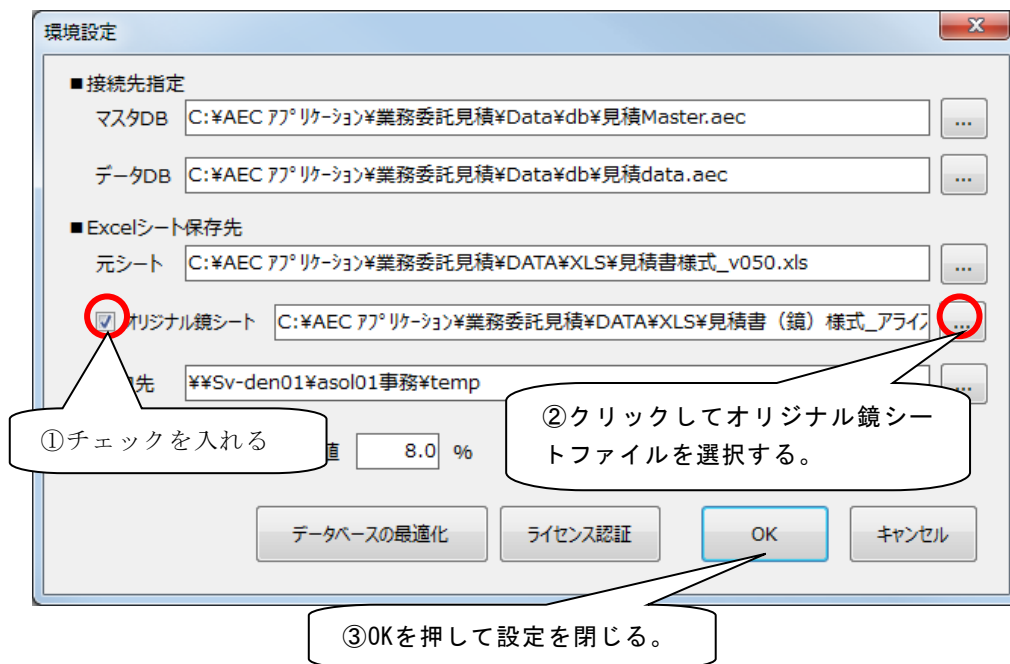 環境設定
■接続先指定
マスタDB C:¥AEC ｱﾌﾟﾘｹｰｼｮﾝ¥業務委託見積¥Data¥db¥見積Master.aec ...
データDB C:¥AEC ｱﾌﾟﾘｹｰｼｮﾝ¥業務委託見積¥Data¥db¥見積data.aec ...
■Excelシート保存先
元シート C:¥AEC ｱﾌﾟﾘｹｰｼｮﾝ¥業務委託見積¥DATA¥XLS¥見積書様式_v050.xls ...
オリジナル鏡シート C:¥AEC ｱﾌﾟﾘｹｰｼｮﾝ¥業務委託見積¥DATA¥XLS¥見積書（鏡）様式_アライズ ...
先 ¥¥Sv-den01¥asol01事務¥temp ...
①チェックを入れる
②クリックしてオリジナル鏡シー
トファイルを選択する。
値 8.0 %
データベースの最適化 ライセンス認証 OK キャンセル
③OKを押して設定を閉じる。